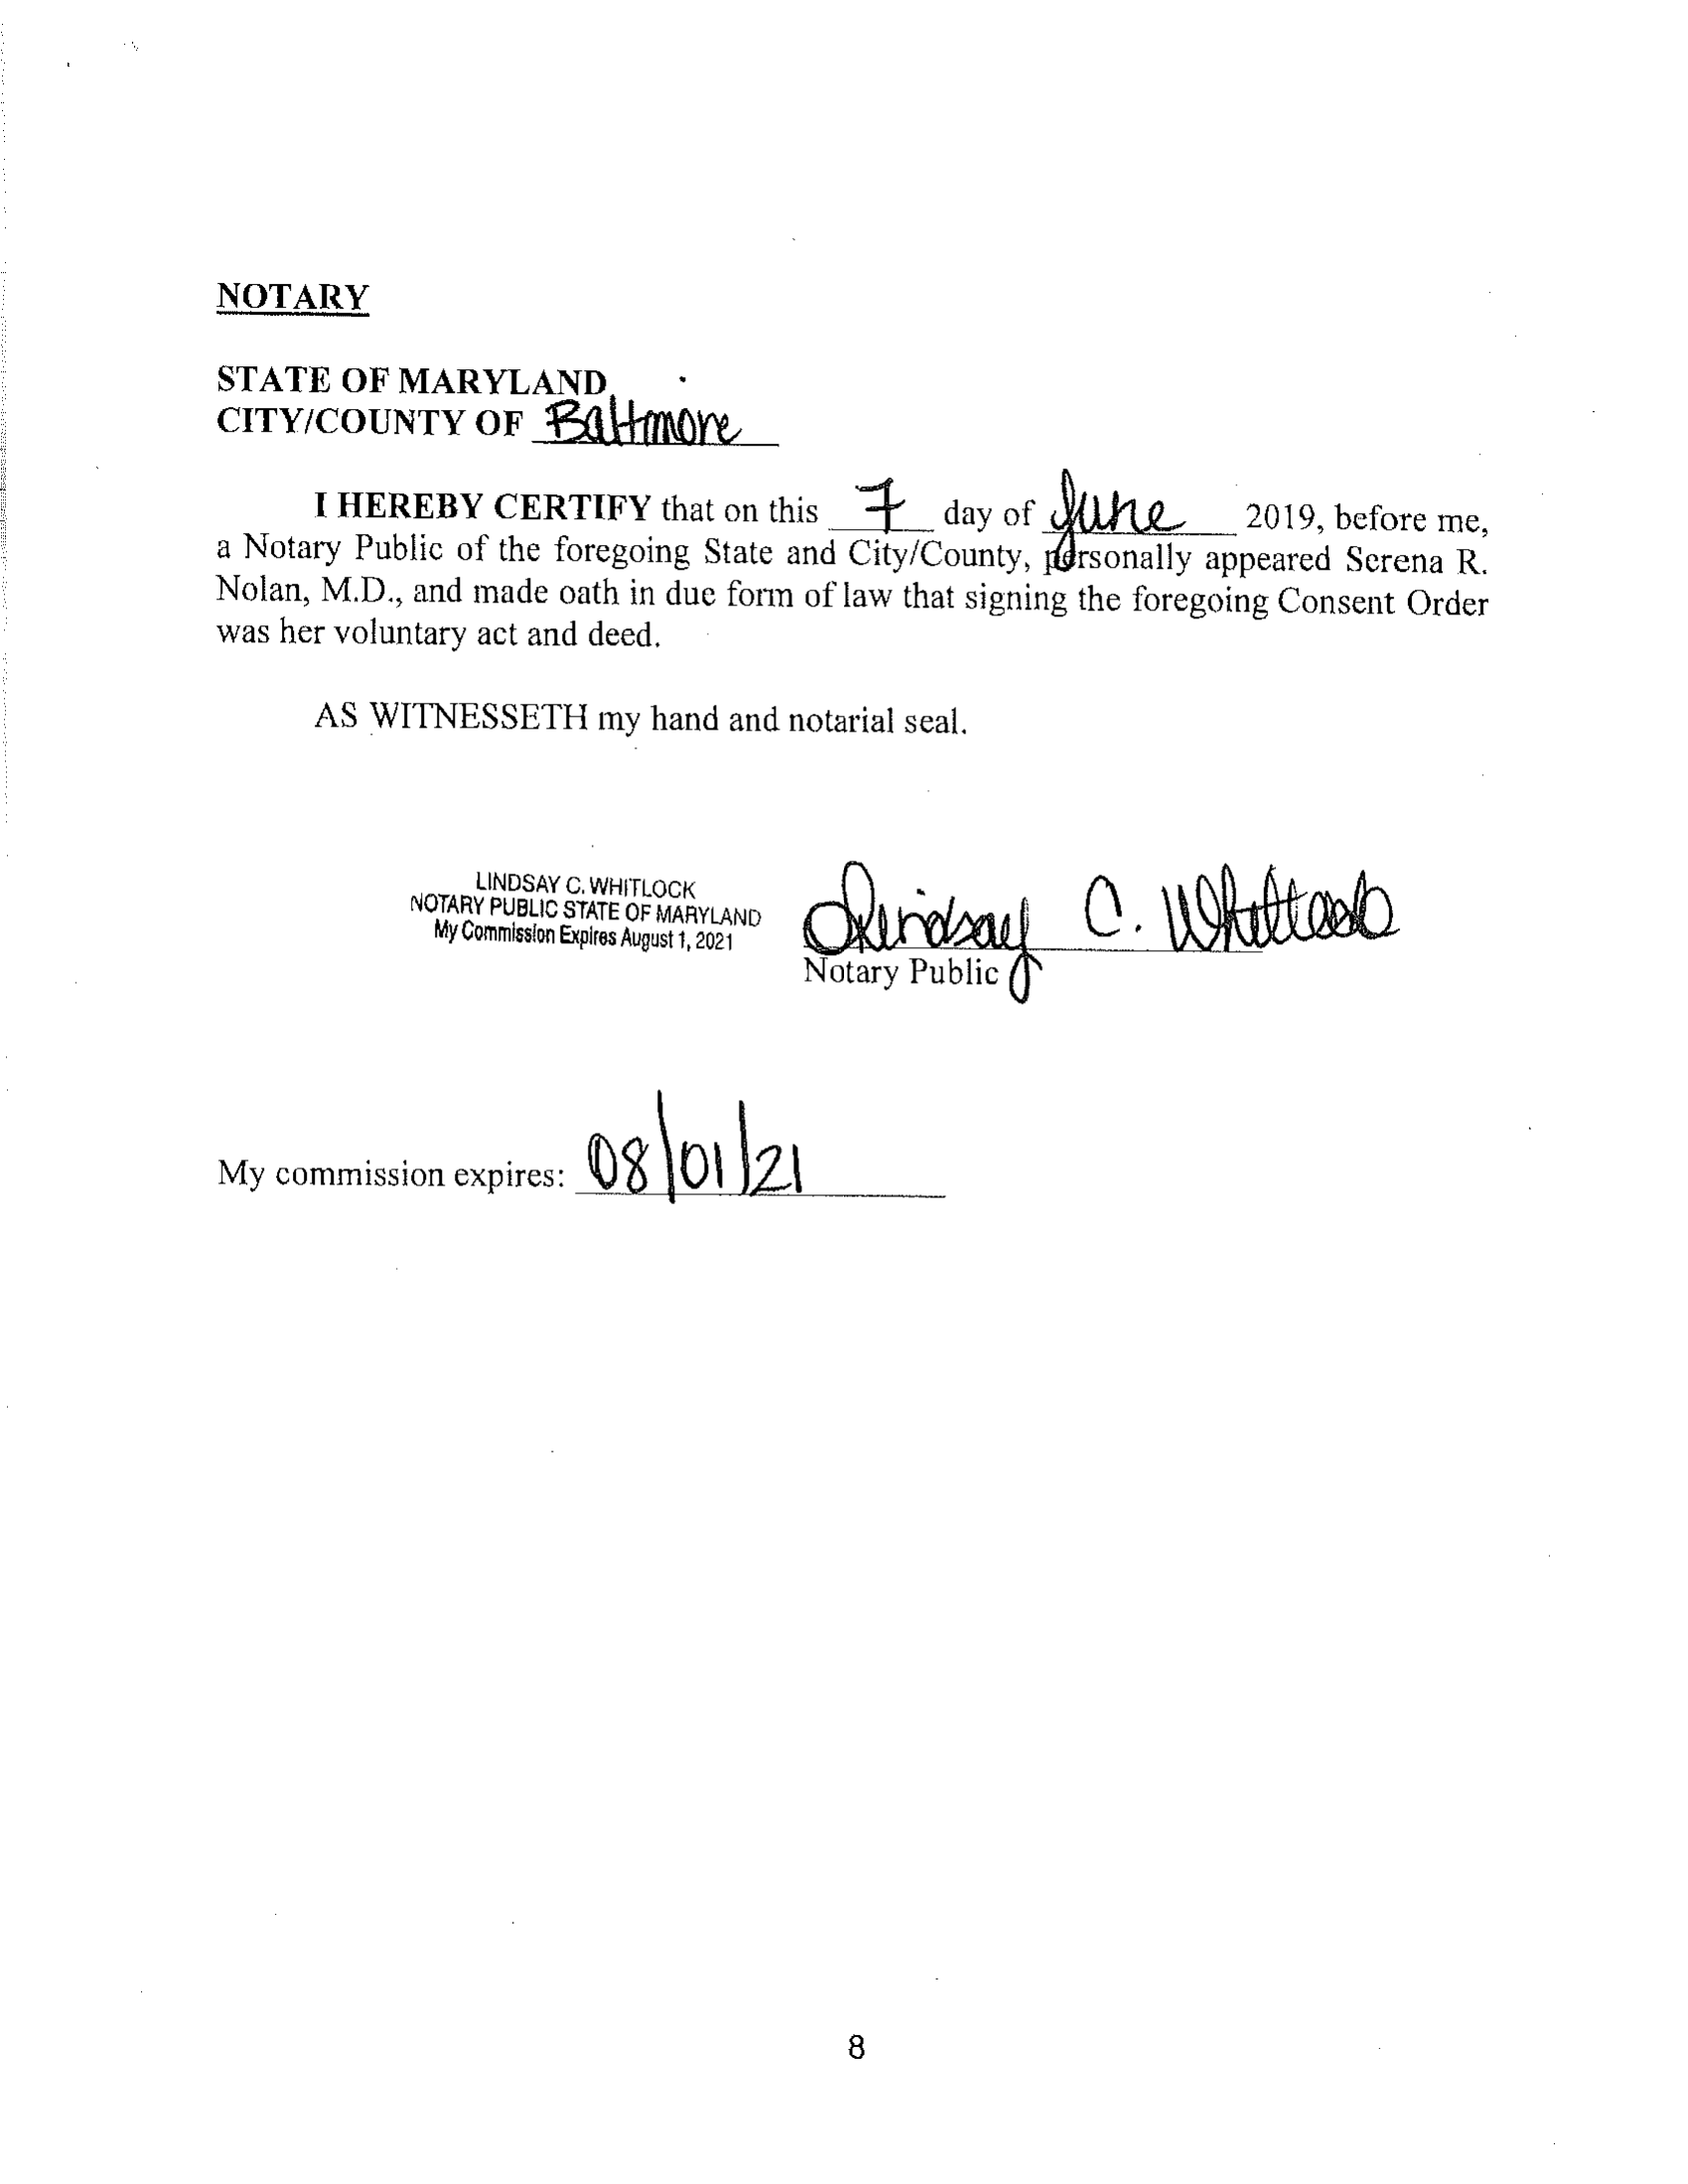 NOTARY
STATE OF MARYLAND
CITY/COUNTY OF Baltimore
I HEREBY CERTIFY that on this 7 day of June 2019, before me,
a Notary Public of the foregoing State and City/County, personally appeared Serena R.
Nolan, M.D., and made oath in due form of law that signing the foregoing Consent Order
was her voluntary act and deed.
AS WITNESSETH my hand and notarial seal.
LINDSAY C. WHITLOCK
NOTARY PUBLIC STATE OF MARYLAND
My Commission Expires August 1, 2021
Lindsay C. Whitlock
Notary Public
My commission expires: 08/01/21
8